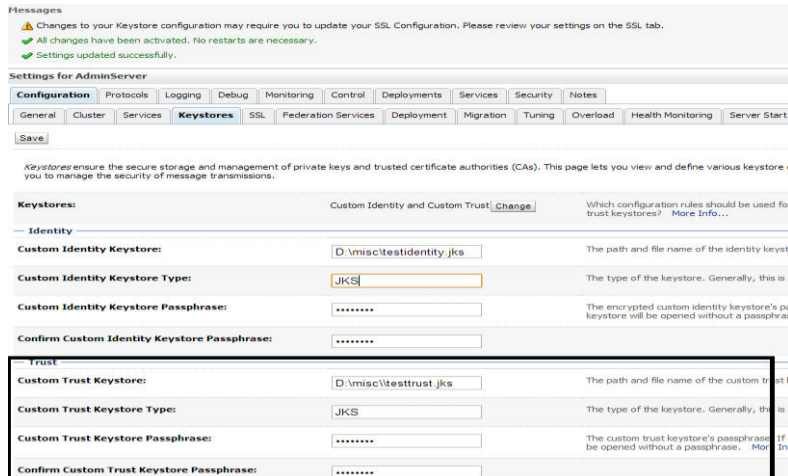 Messages
Changes to your Keystore configuration may require you to update your SSL Configuration. Please review your settings on the SSL tab.
All changes have been activated. No restarts are necessary.
Settings updated successfully.
Settings for AdminServer
Configuration Protocols Logging Debug Monitoring Control Deployments Services Security Notes
General Cluster Services Keystores SSL Federation Services Deployment Migration Tuning Overload Health Monitoring Server Start
Save
Keystores ensure the secure storage and management of private keys and trusted certificate authorities (CAs). This page lets you view and define various keystore
you to manage the security of message transmissions.
Keystores: Custom Identity and Custom Trust Change Which configuration rules should be used fo
trust keystores? More Info...
Identity
Custom Identity Keystore: D:\misc\testidentity.jks The path and file name of the identity keyst
Custom Identity Keystore Type: JKS The type of the keystore. Generally, this is
Custom Identity Keystore Passphrase: •••••••• The encrypted custom identity keystore's pa
keystore will be opened without a passphras
Confirm Custom Identity Keystore Passphrase: ••••••••
Trust
Custom Trust Keystore: D:\misc\\testtrust.jks The path and file name of the custom trust
Custom Trust Keystore Type: JKS The type of the keystore. Generally, this is
Custom Trust Keystore Passphrase: •••••••• The custom trust keystore's passphrase. If
be opened without a passphrase. More In
Confirm Custom Trust Keystore Passphrase: ••••••••